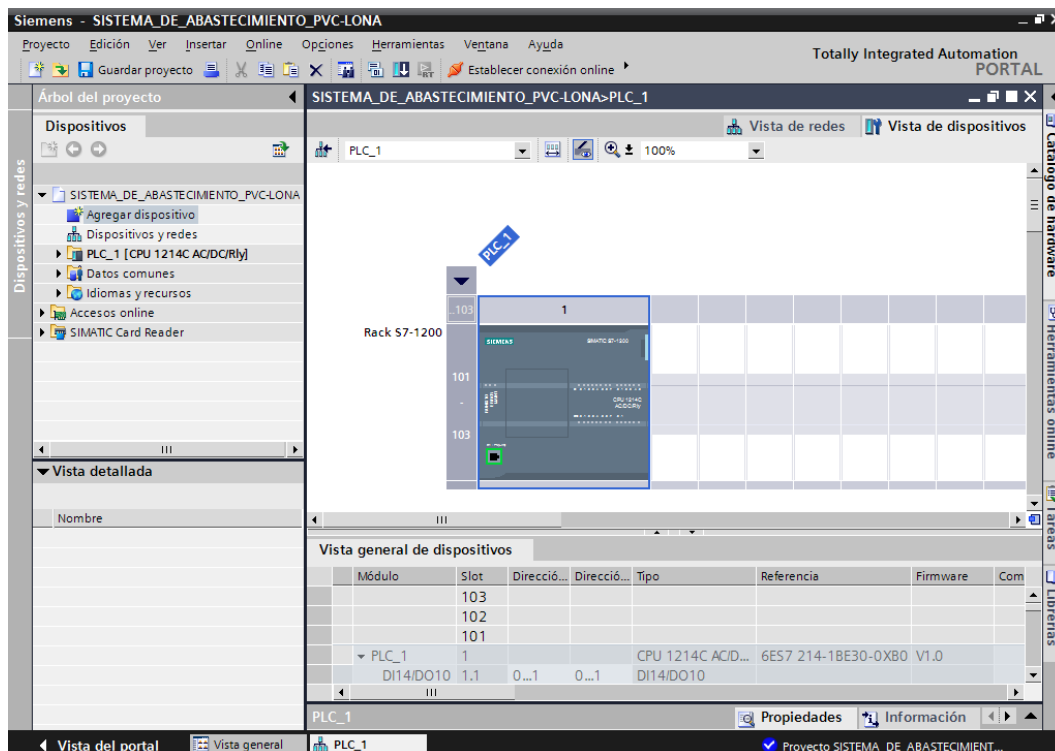 Siemens - SISTEMA_DE_ABASTECIMIENTO_PVC-LONA
Proyecto Edición Ver Insertar Online Opciones Herramientas Ventana Ayuda
Totally Integrated Automation
PORTAL
Guardar proyecto
Establecer conexión online
Árbol del proyecto
SISTEMA_DE_ABASTECIMIENTO_PVC-LONA>PLC_1
Dispositivos
Vista de redes
Vista de dispositivos
PLC_1
100%
Dispositivos y redes
SISTEMA_DE_ABASTECIMIENTO_PVC-LONA
Agregar dispositivo
Dispositivos y redes
PLC_1 [CPU 1214C AC/DC/Rly]
Datos comunes
Idiomas y recursos
Accesos online
SIMATIC Card Reader
PLC_1
...103
1
Rack S7-1200
SIEMENS
SIMATIC S7-1200
101
-
103
CPU 1214C
AC/DC/Rly
Catálogo de hardware
Herramientas online
Tareas
Librerías
Vista detallada
Nombre
Vista general de dispositivos
Módulo Slot Direcció... Direcció... Tipo Referencia Firmware Com
103
102
101
PLC_1 1 CPU 1214C AC/D... 6ES7 214-1BE30-0XB0 V1.0
DI14/DO10 1.1 0...1 0...1 DI14/DO10
PLC_1
Propiedades
Información
Vista del portal
Vista general
PLC_1
Proyecto SISTEMA_DE_ABASTECIMIENT...